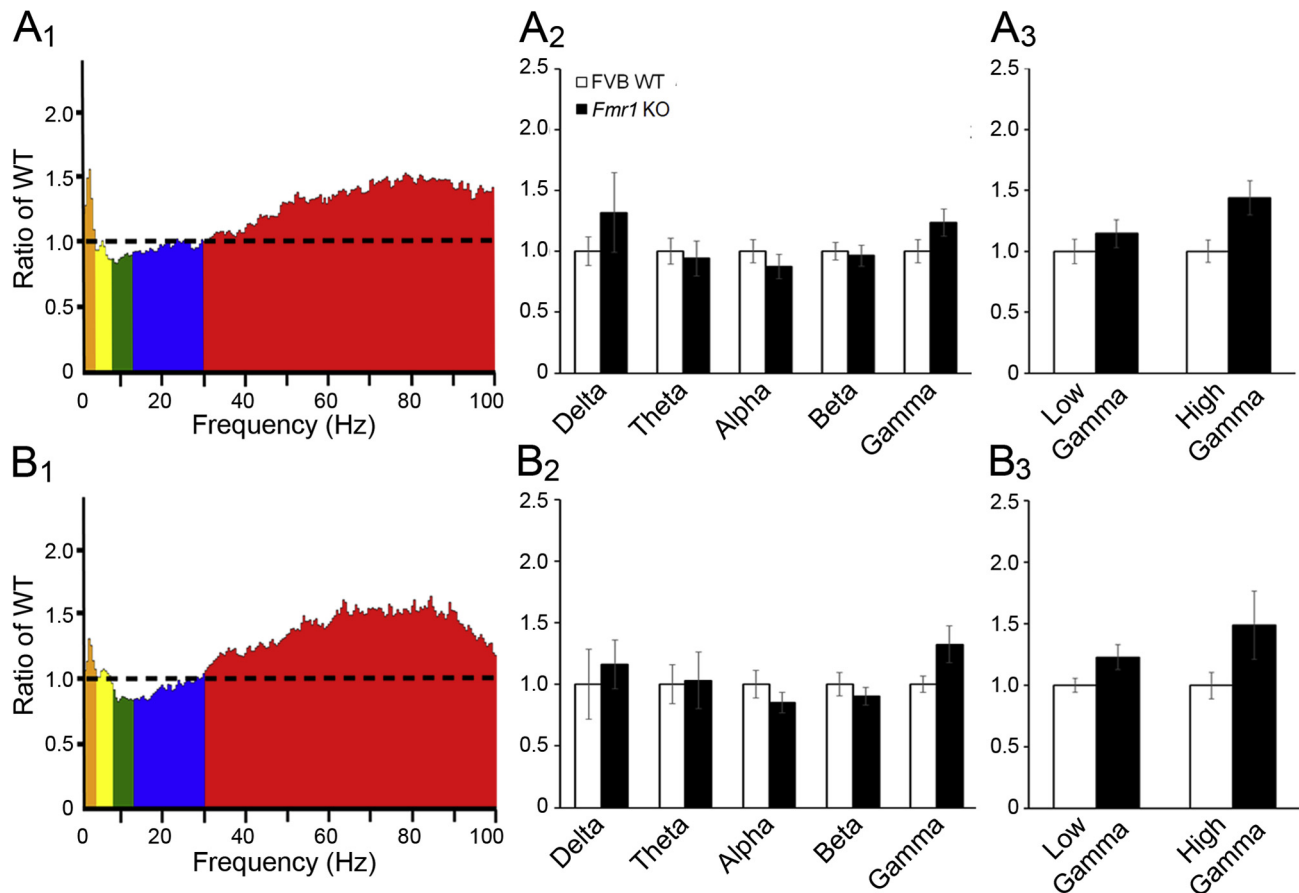 A1
Ratio of WT
2.0
1.5
1.0
0.5
0
0 20 40 60 80 100
Frequency (Hz)
A2
2.5
2.0
1.5
1.0
0.5
0
FVB WT
Fmr1 KO
Delta
Theta
Alpha
Beta
Gamma
A3
2.5
2.0
1.5
1.0
0.5
0
Low
Gamma
High
Gamma
B1
Ratio of WT
2.0
1.5
1.0
0.5
0
0 20 40 60 80 100
Frequency (Hz)
B2
2.5
2.0
1.5
1.0
0.5
0
Delta
Theta
Alpha
Beta
Gamma
B3
2.5
2.0
1.5
1.0
0.5
0
Low
Gamma
High
Gamma